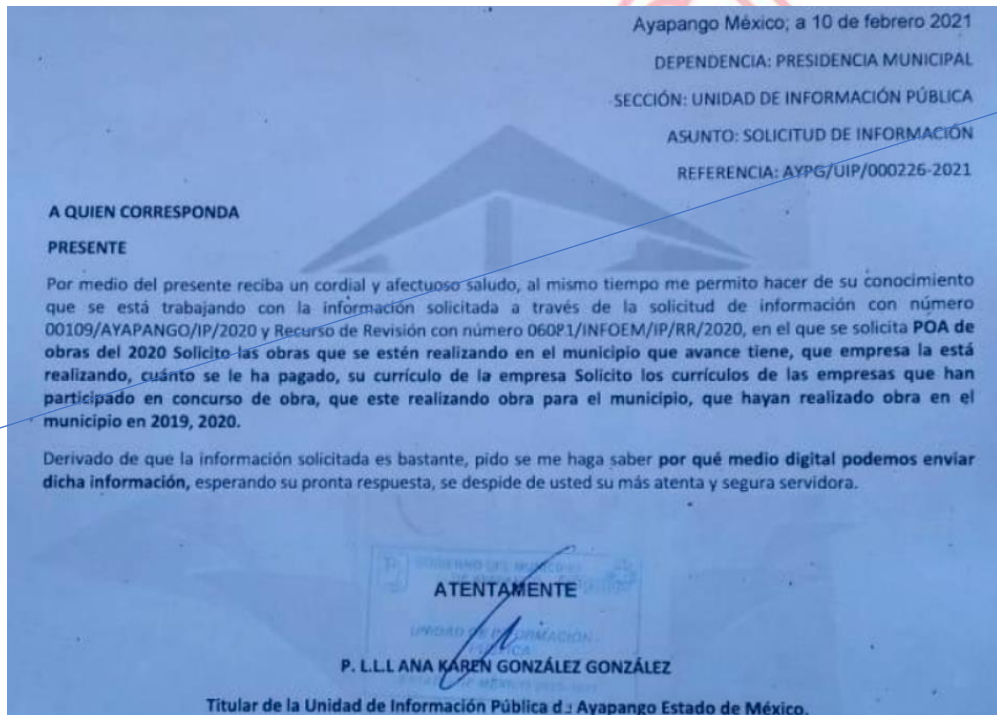 Ayapango México; a 10 de febrero 2021
DEPENDENCIA: PRESIDENCIA MUNICIPAL
SECCIÓN: UNIDAD DE INFORMACIÓN PÚBLICA
ASUNTO: SOLICITUD DE INFORMACIÓN
REFERENCIA: AYPG/UIP/000226-2021
A QUIEN CORRESPONDA
PRESENTE
Por medio del presente reciba un cordial y afectuoso saludo, al mismo tiempo me permito hacer de su conocimiento
que se está trabajando con la información solicitada a través de la solicitud de información con número
00109/AYAPANGO/IP/2020 y Recurso de Revisión con número /INFOEM/IP/RR/2020, en el que se solicita POA de
obras del 2020 Solicito las obras que se estén realizando en el municipio que avance tiene, que empresa la está
realizando, cuánto se le ha pagado, su currículo de la empresa Solicito los currículos de las empresas que han
participado en concurso de obra, que este realizando obra para el municipio, que hayan realizado obra en el
municipio en 2019, 2020.
Derivado de que la información solicitada es bastante, pido se me haga saber por qué medio digital podemos enviar
dicha información, esperando su pronta respuesta, se despide de usted su más atenta y segura servidora.
GOBIERNO DEL MUNICIPIO
ATENTAMENTE
UNIDAD DE INFORMACIÓN
PÚBLICA
P. L.L.L ANA KAREN GONZÁLEZ GONZÁLEZ
Titular de la Unidad de Información Pública de Ayapango Estado de México.